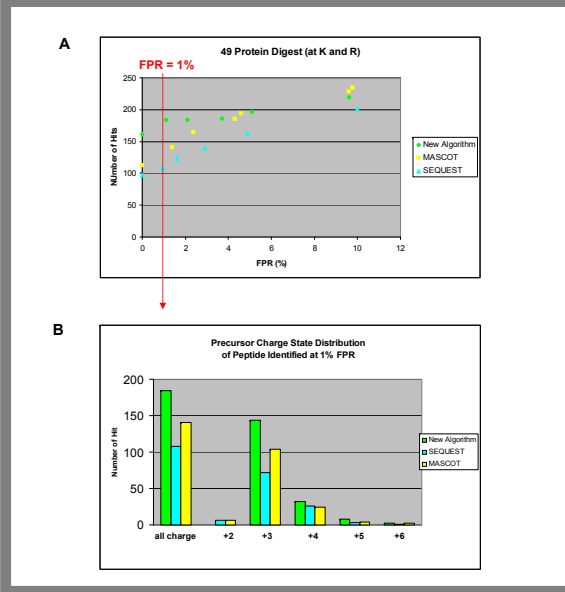 A
49 Protein Digest (at K and R)
FPR = 1%
NUmber of Hits
250
200
150
100
50
0
0 2 4 6 8 10 12
FPR (%)
New Algorithm
MASCOT
SEQUEST
B
Precursor Charge State Distribution
of Peptide Identified at 1% FPR
Number of Hit
200
150
100
50
0
all charge +2 +3 +4 +5 +6
New Algorithm
SEQUEST
MASCOT